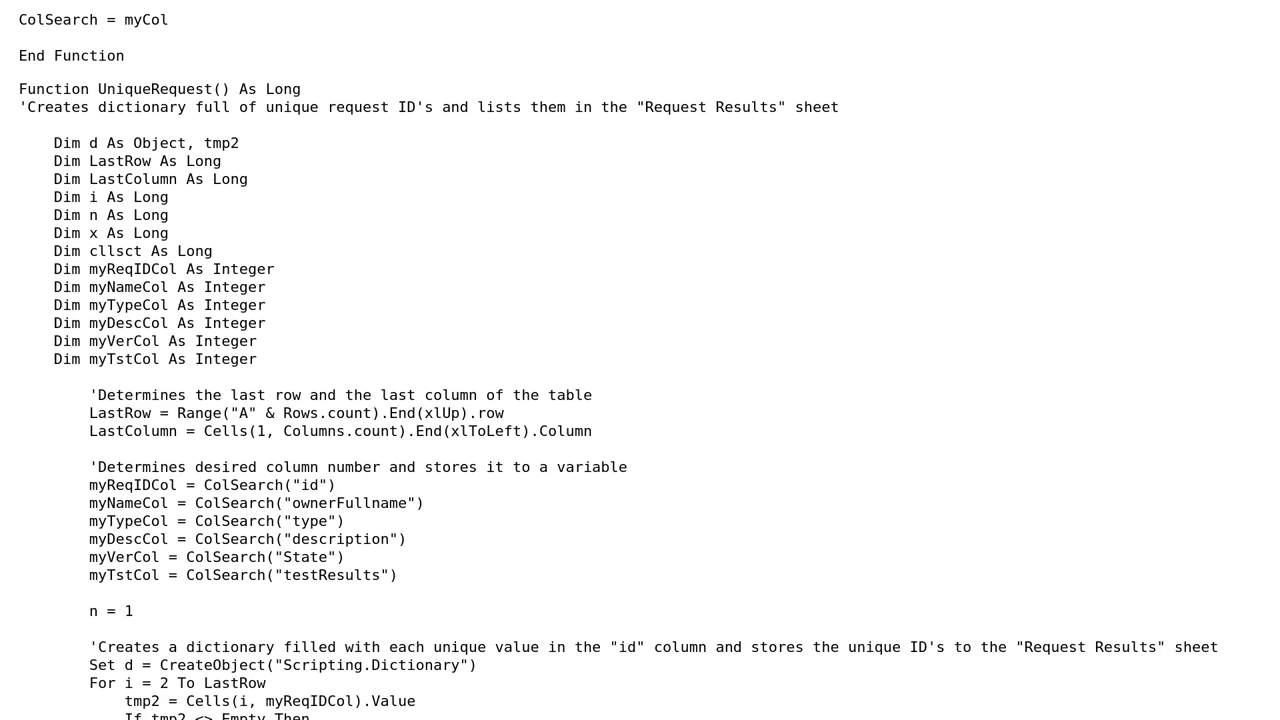 ColSearch = myCol
End Function
Function UniqueRequest() As Long
'Creates dictionary full of unique request ID's and lists them in the "Request Results" sheet
Dim d As Object, tmp2
Dim LastRow As Long
Dim LastColumn As Long
Dim i As Long
Dim n As Long
Dim x As Long
Dim cllsct As Long
Dim myReqIDCol As Integer
Dim myNameCol As Integer
Dim myTypeCol As Integer
Dim myDescCol As Integer
Dim myVerCol As Integer
Dim myTstCol As Integer
'Determines the last row and the last column of the table
LastRow = Range("A" & Rows.count).End(xlUp).row
LastColumn = Cells(1, Columns.count).End(xlToLeft).Column
'Determines desired column number and stores it to a variable
myReqIDCol = ColSearch("id")
myNameCol = ColSearch("ownerFullname")
myTypeCol = ColSearch("type")
myDescCol = ColSearch("description")
myVerCol = ColSearch("State")
myTstCol = ColSearch("testResults")
n = 1
'Creates a dictionary filled with each unique value in the "id" column and stores the unique ID's to the "Request Results" sheet
Set d = CreateObject("Scripting.Dictionary")
For i = 2 To LastRow
tmp2 = Cells(i, myReqIDCol).Value
If tmp2 <> Empty Then